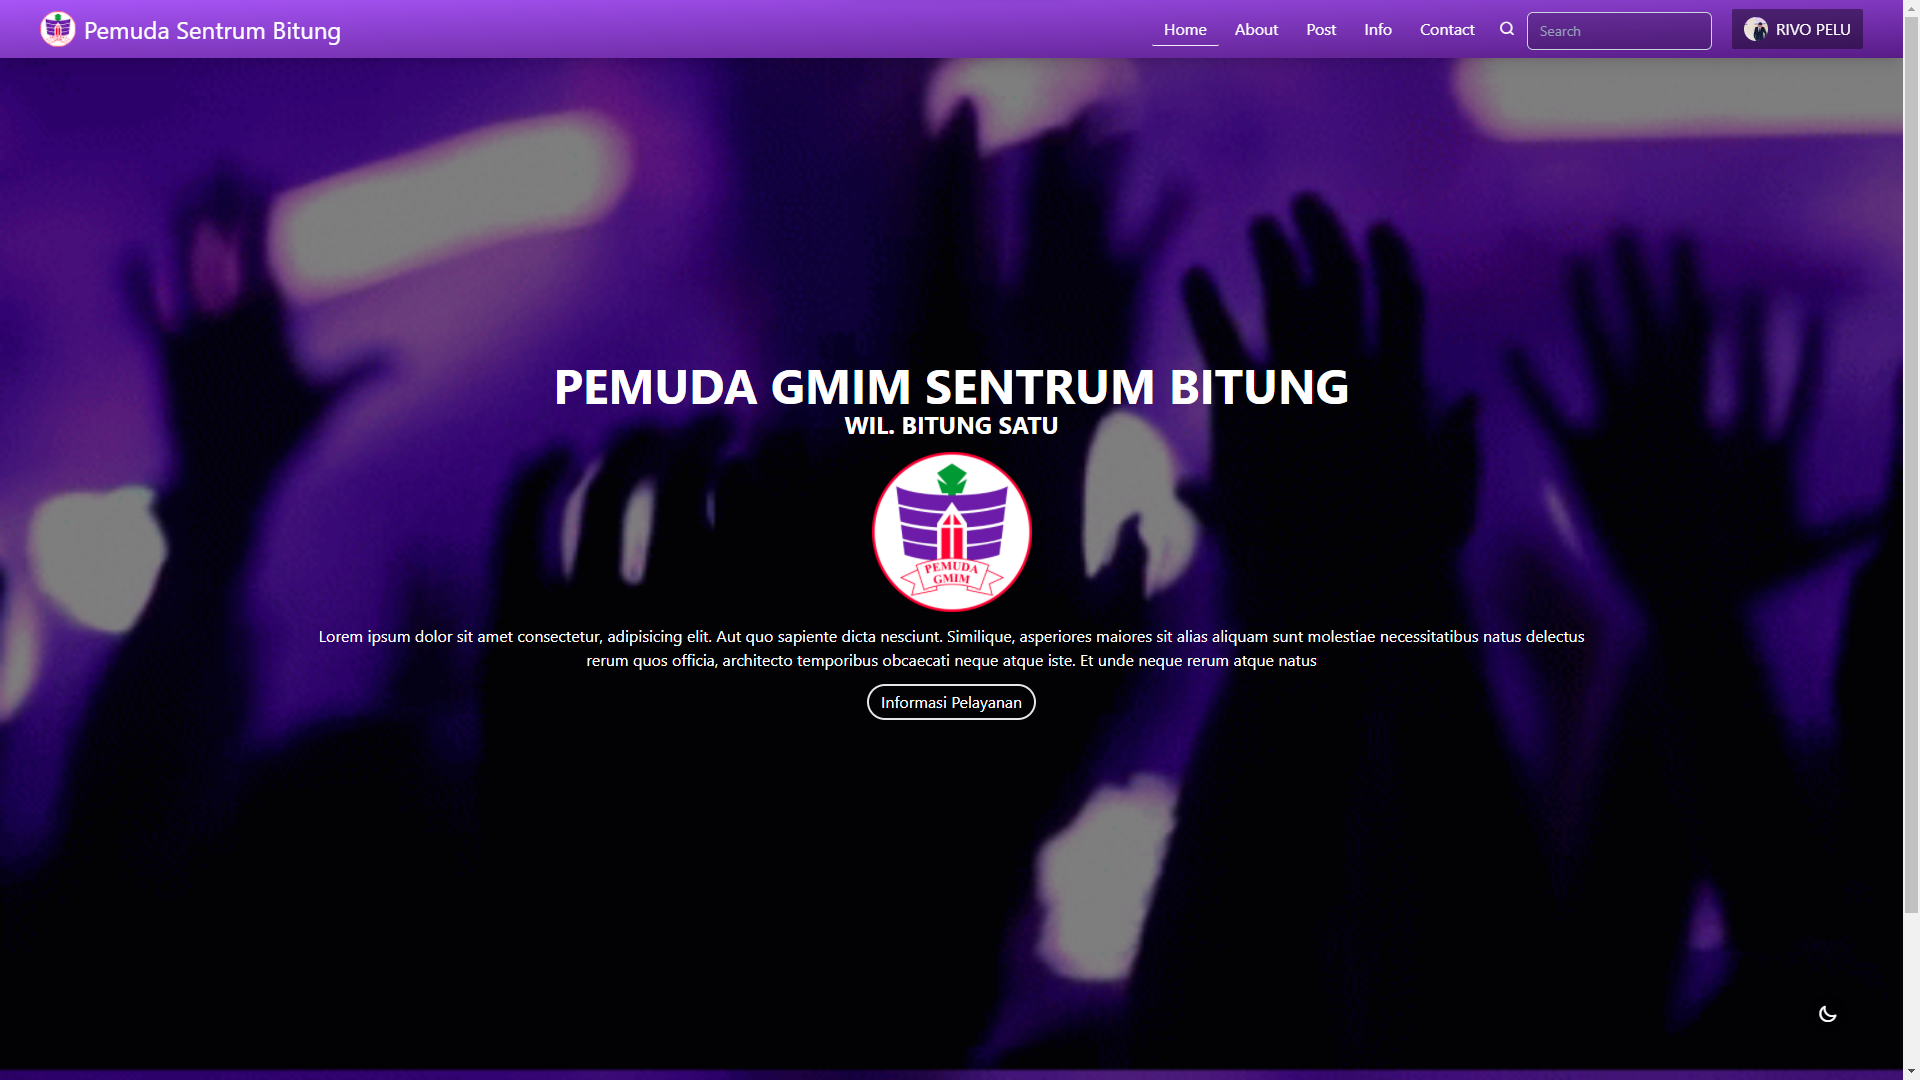 Pemuda Sentrum Bitung
Home
About
Post
Info
Contact
Search
RIVO PELU
PEMUDA GMIM SENTRUM BITUNG
WIL. BITUNG SATU
PEMUDA
GMIM
Lorem ipsum dolor sit amet consectetur, adipisicing elit. Aut quo sapiente dicta nesciunt. Similique, asperiores maiores sit alias aliquam sunt molestiae necessitatibus natus delectus
rerum quos officia, architecto temporibus obcaecati neque atque iste. Et unde neque rerum atque natus
Informasi Pelayanan